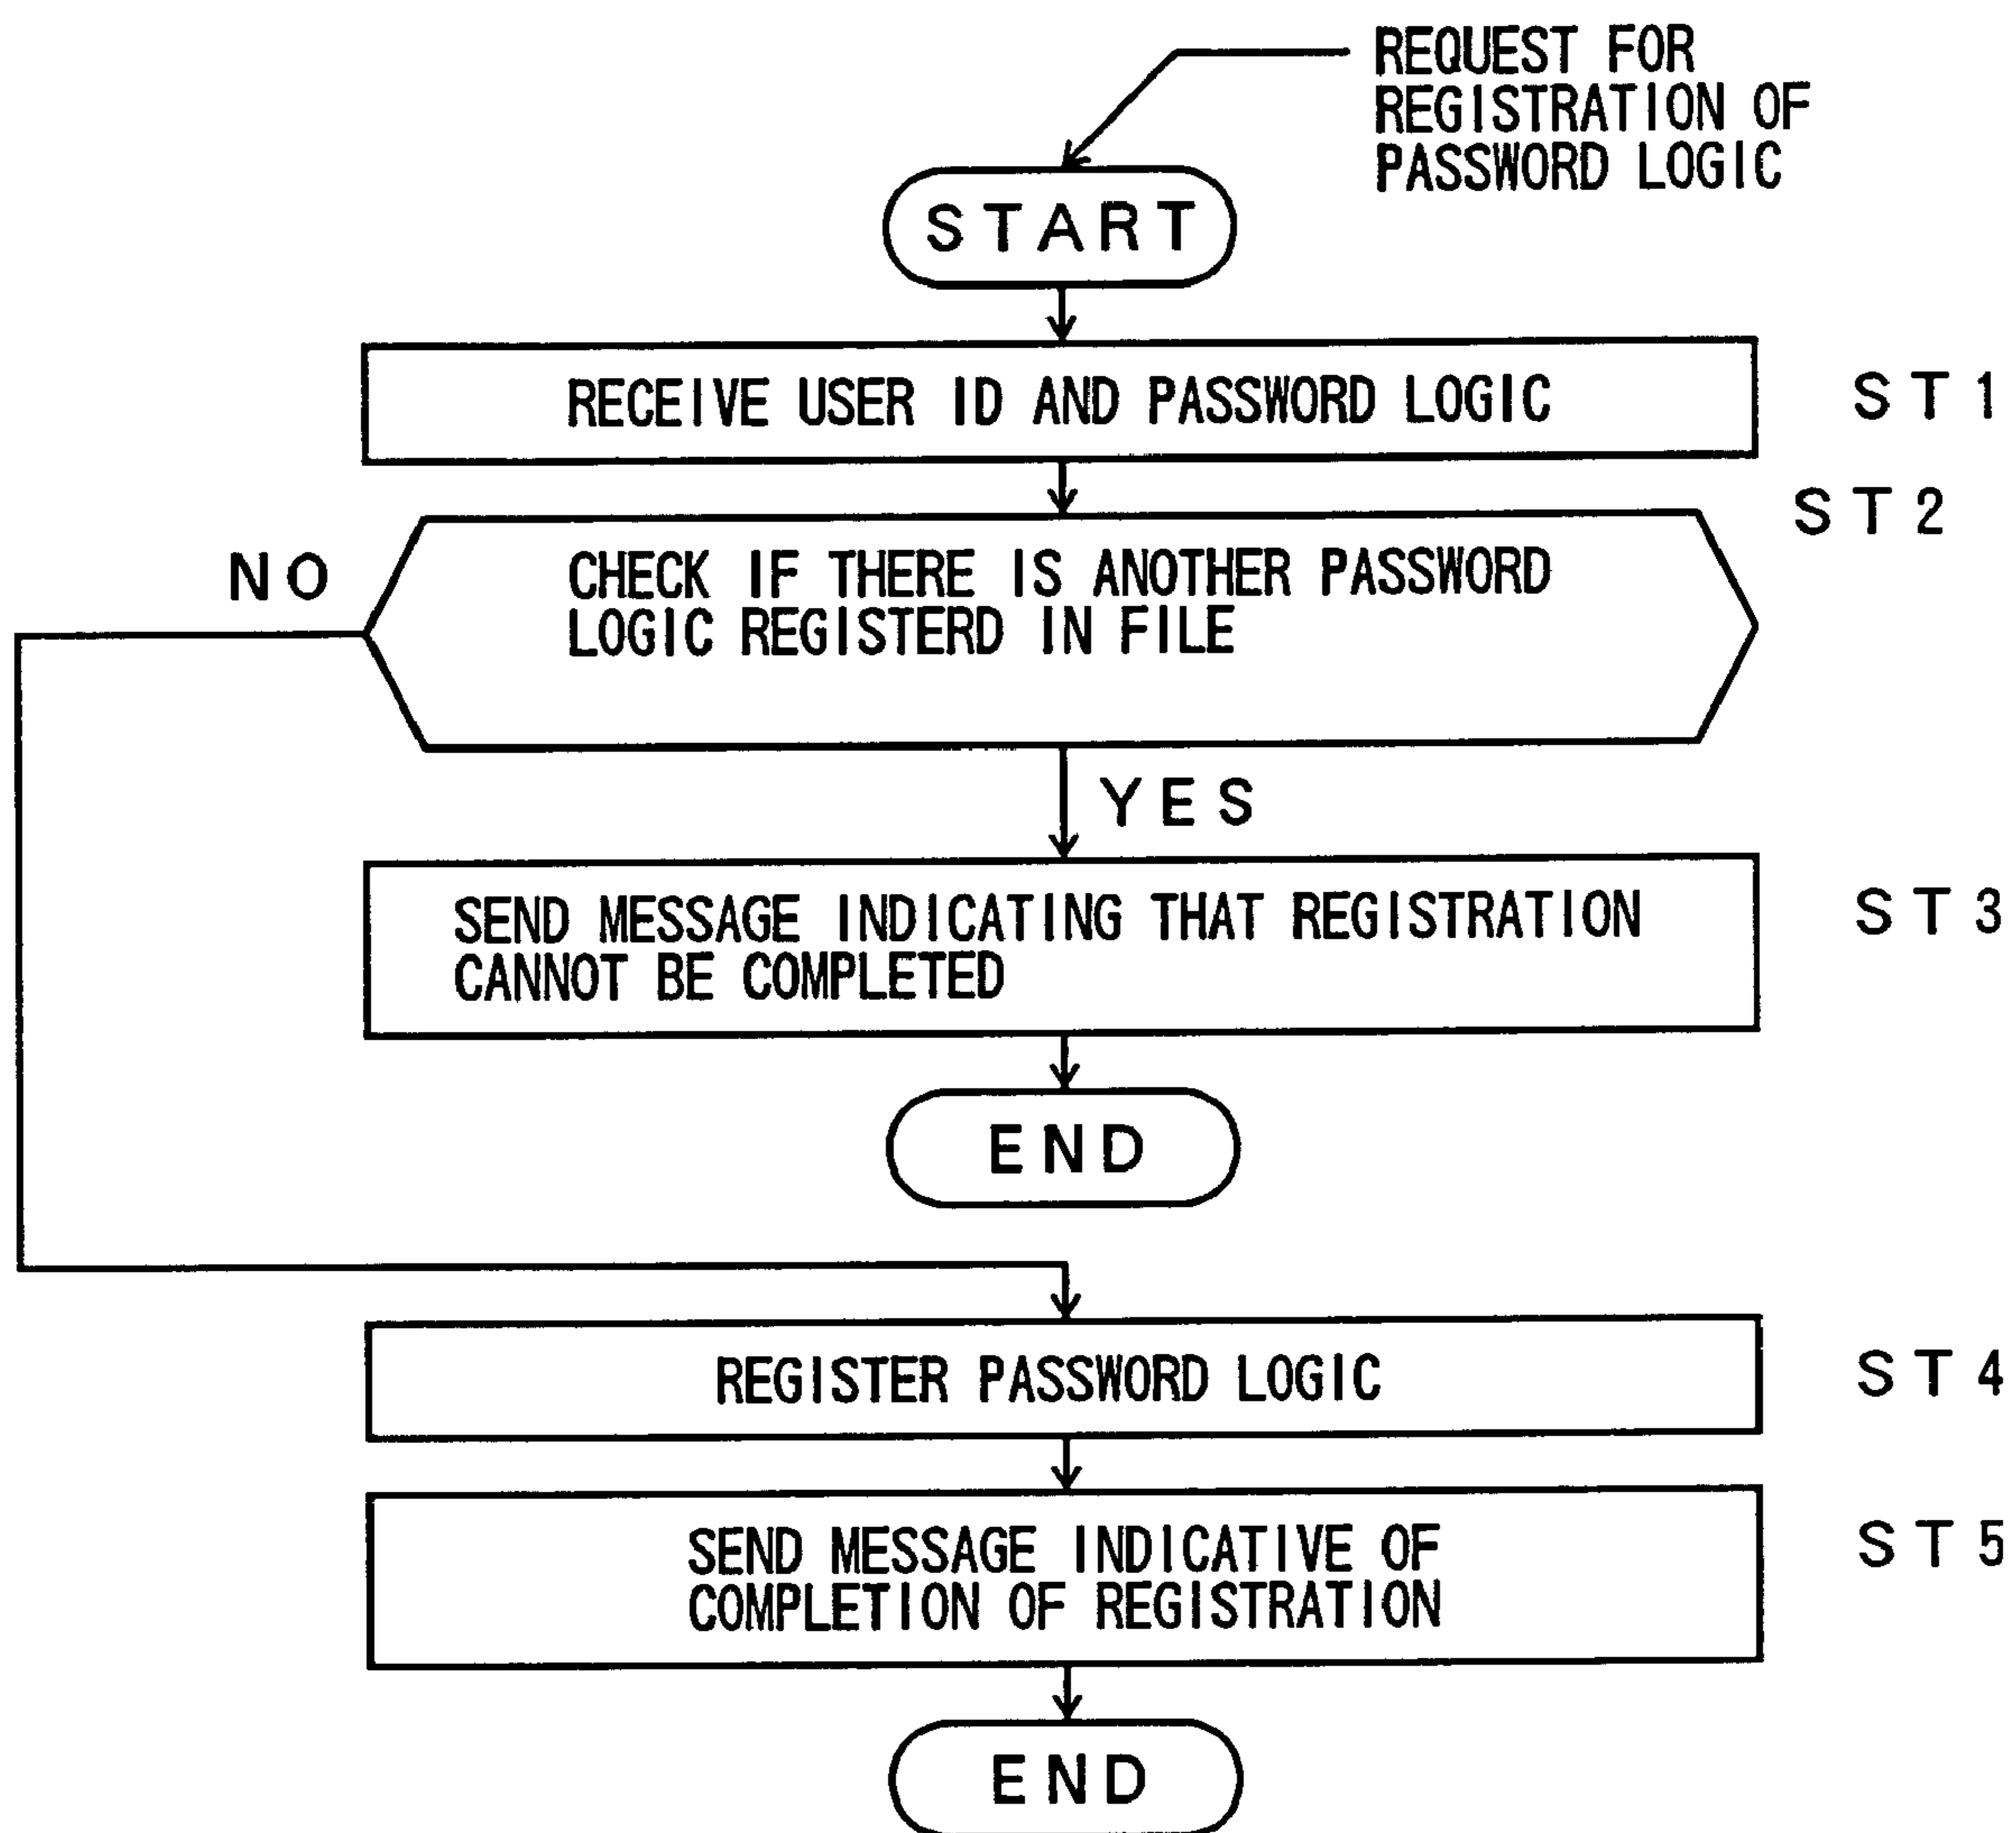 REQUEST FOR
REGISTRATION OF
PASSWORD LOGIC
START
RECEIVE USER ID AND PASSWORD LOGIC
ST1
ST2
NO
CHECK IF THERE IS ANOTHER PASSWORD
LOGIC REGISTERD IN FILE
YES
SEND MESSAGE INDICATING THAT REGISTRATION
CANNOT BE COMPLETED
ST3
END
REGISTER PASSWORD LOGIC
ST4
SEND MESSAGE INDICATIVE OF
COMPLETION OF REGISTRATION
ST5
END